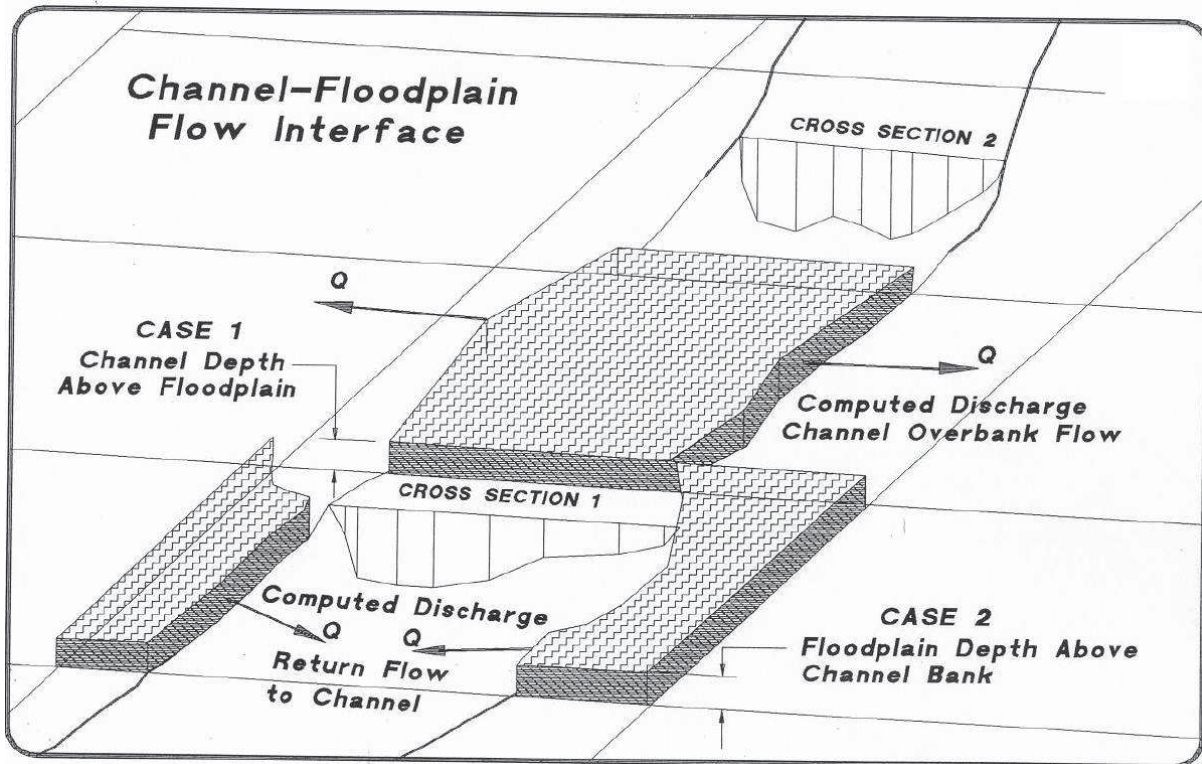 Channel-Floodplain
Flow Interface
CROSS SECTION 2
Q
CASE 1
Channel Depth
Above Floodplain
Q
Computed Discharge
Channel Overbank Flow
CROSS SECTION 1
Computed Discharge
Q
Q
Return Flow
to Channel
CASE 2
Floodplain Depth Above
Channel Bank